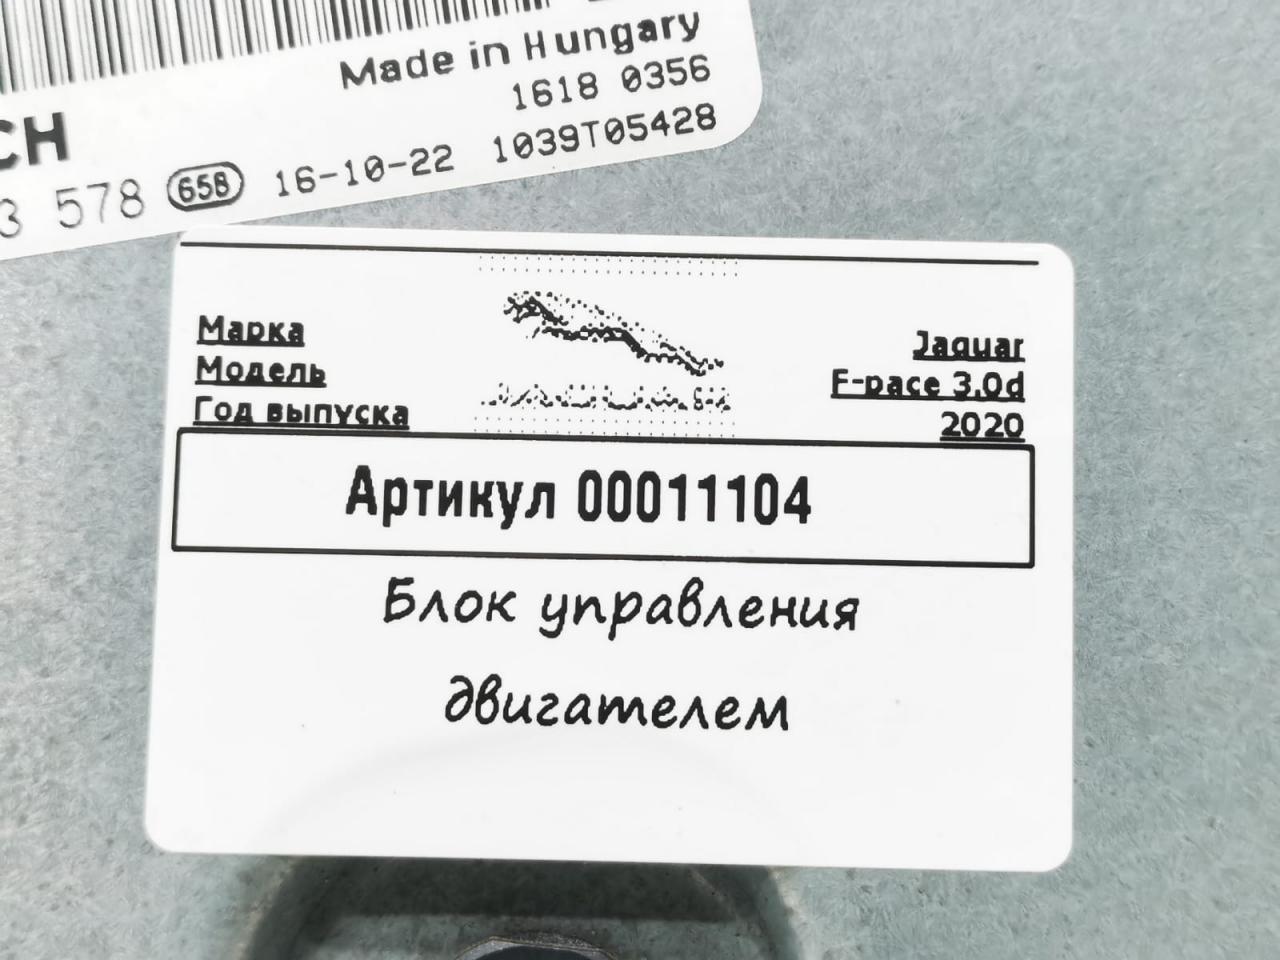 Made in Hungary
1618 0356
CH
3 578 658 16-10-22 1039T05428
Марка Jaguar
Модель F-pace 3.0d
Год выпуска 2020
Артикул 00011104
Блок управления
двигателем